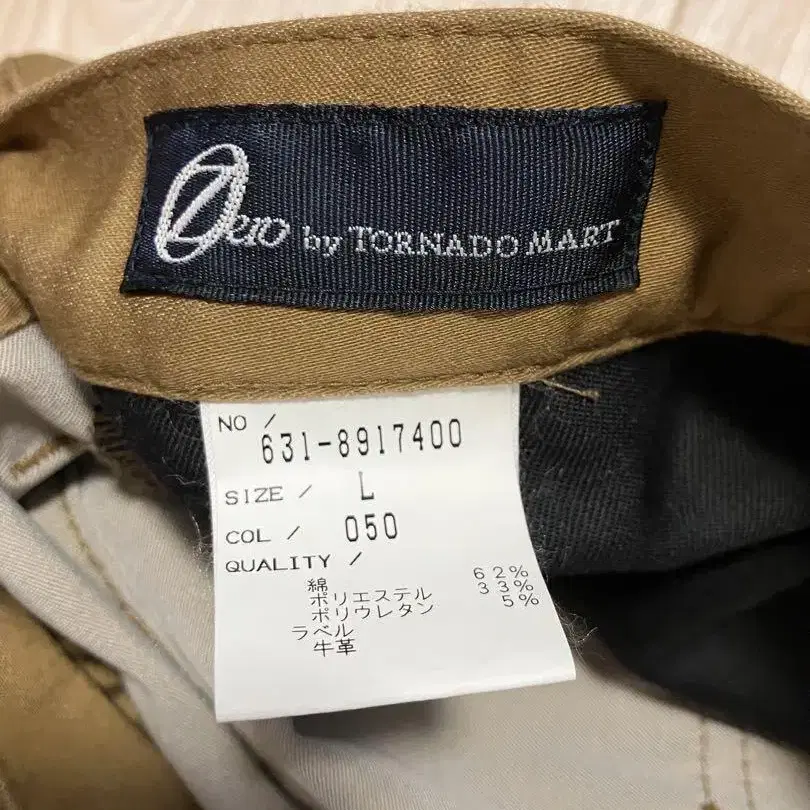 Zero by TORNADO MART
NO / 631-8917400
SIZE / L
COL / 050
QUALITY /
綿 62%
ポリエステル 33%
ポリウレタン 5%
ラベル
牛革